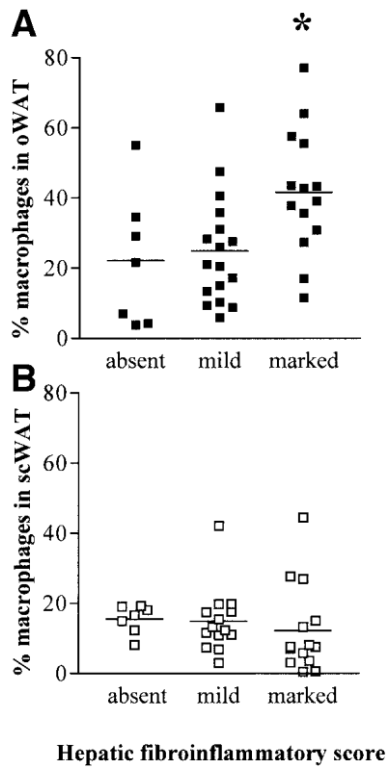 A
*
% macrophages in oWAT
80
60
40
20
0
absent mild marked
B
% macrophages in scWAT
80
60
40
20
0
absent mild marked
Hepatic fibroinflammatory score